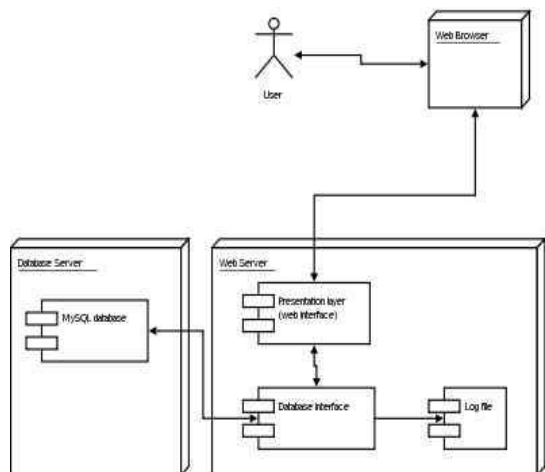 Web Browser
User
Database Server
Web Server
MySQL database
Presentation layer
(web interface)
Database interface
Log file